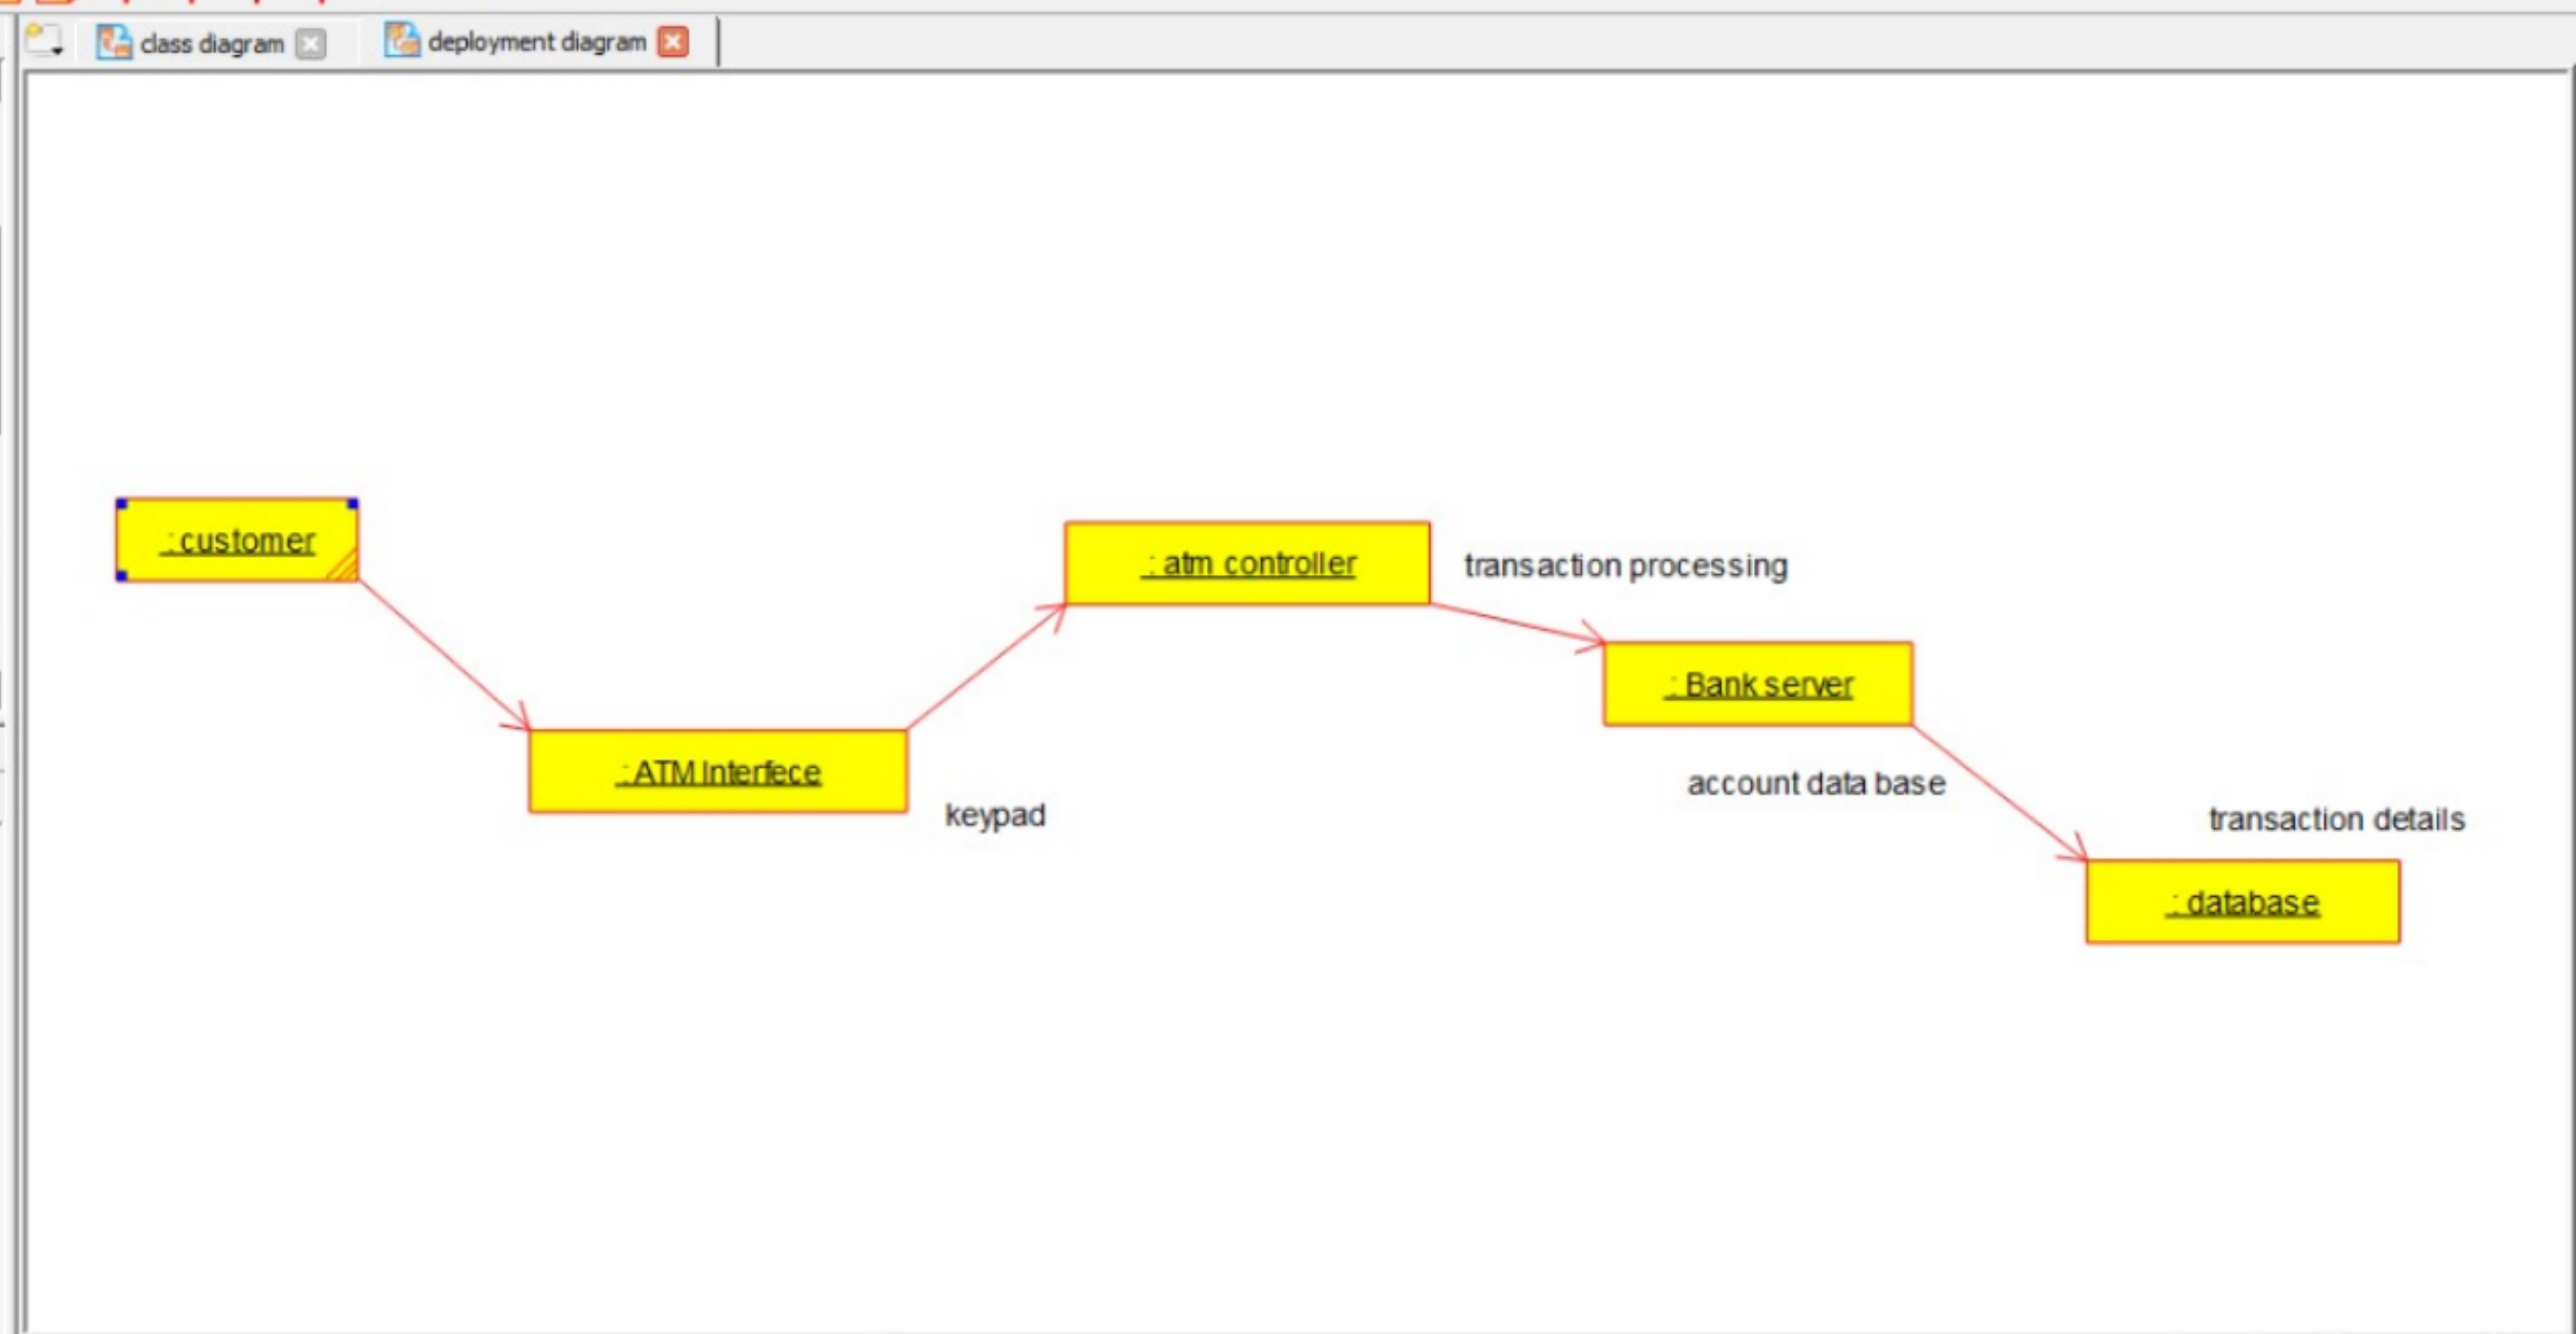 class diagram
deployment diagram
: customer
: atm controller
transaction processing
: Bank server
: ATM Interfece
keypad
account data base
transaction details
: database